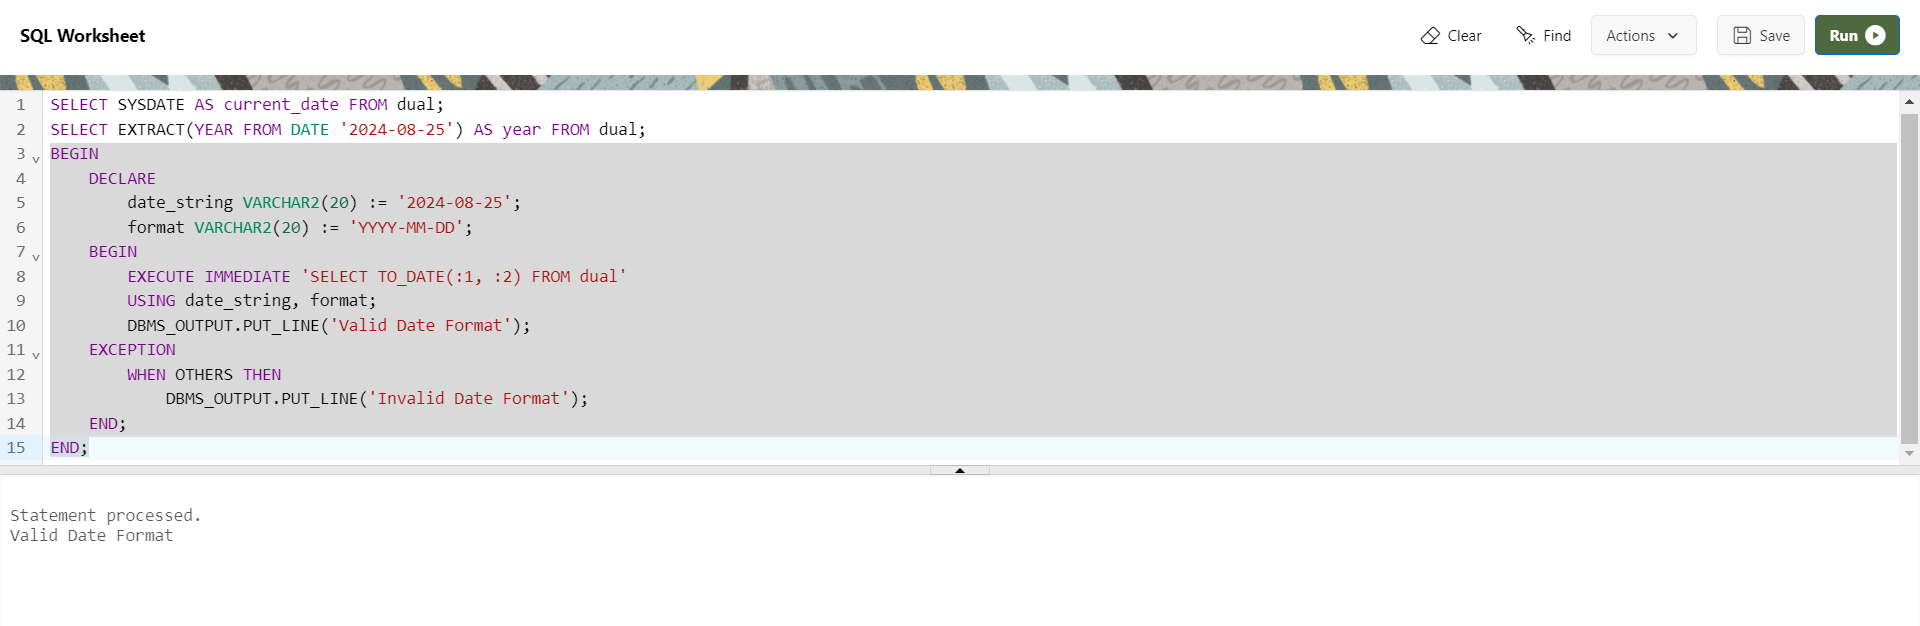 SQL Worksheet
Clear
Find
Actions
Save
Run
1 SELECT SYSDATE AS current_date FROM dual;
2 SELECT EXTRACT(YEAR FROM DATE '2024-08-25') AS year FROM dual;
3 BEGIN
4 DECLARE
5 date_string VARCHAR2(20) := '2024-08-25';
6 format VARCHAR2(20) := 'YYYY-MM-DD';
7 BEGIN
8 EXECUTE IMMEDIATE 'SELECT TO_DATE(:1, :2) FROM dual'
9 USING date_string, format;
10 DBMS_OUTPUT.PUT_LINE('Valid Date Format');
11 EXCEPTION
12 WHEN OTHERS THEN
13 DBMS_OUTPUT.PUT_LINE('Invalid Date Format');
14 END;
15 END;
Statement processed.
Valid Date Format